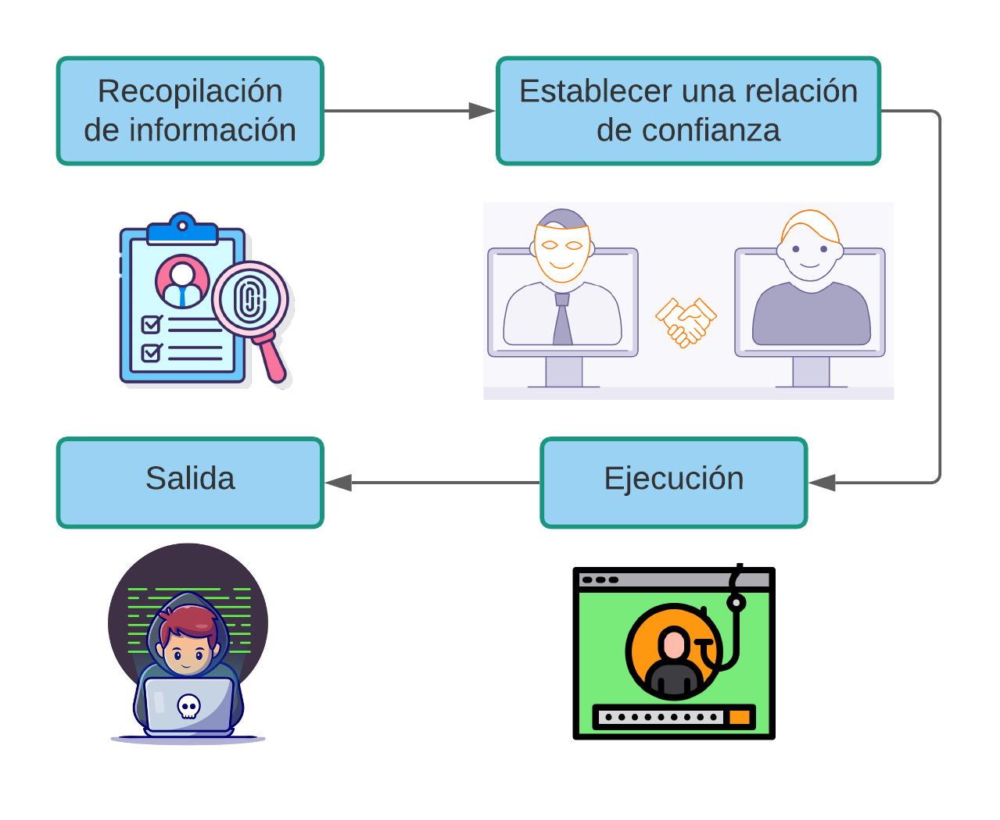 Recopilación
de información
Establecer una relación
de confianza
Ejecución
Salida